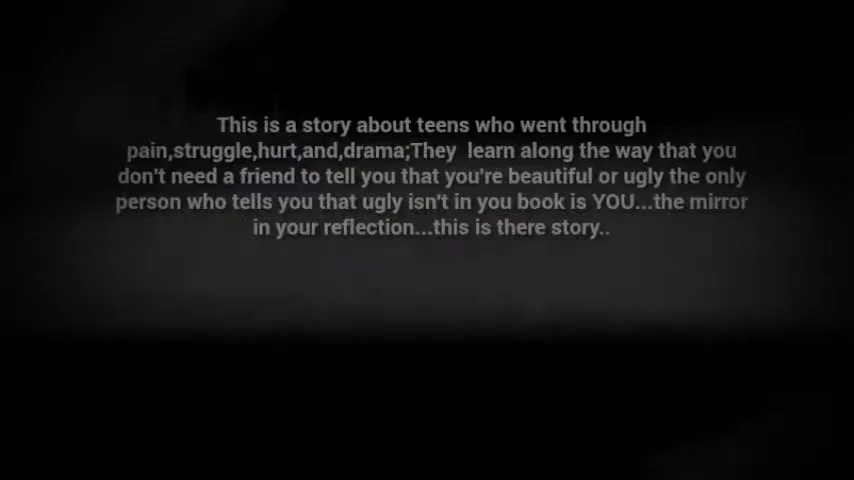 This is a story about teens who went through
pain,struggle,hurt,and,drama;They  learn along the way that you
don't need a friend to tell you that you're beautiful or ugly the only
person who tells you that ugly isn't in you book is YOU...the mirror
in your reflection...this is there story..